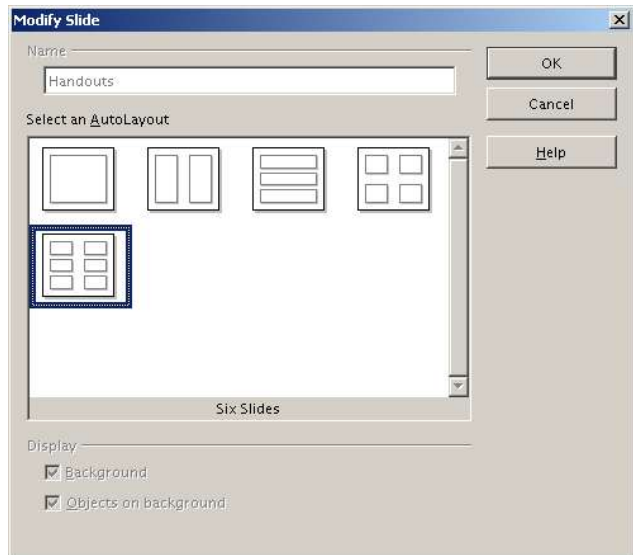 Modify Slide
Name
Handouts
OK
Cancel
Help
Select an AutoLayout
Six Slides
Display
Background
Objects on background